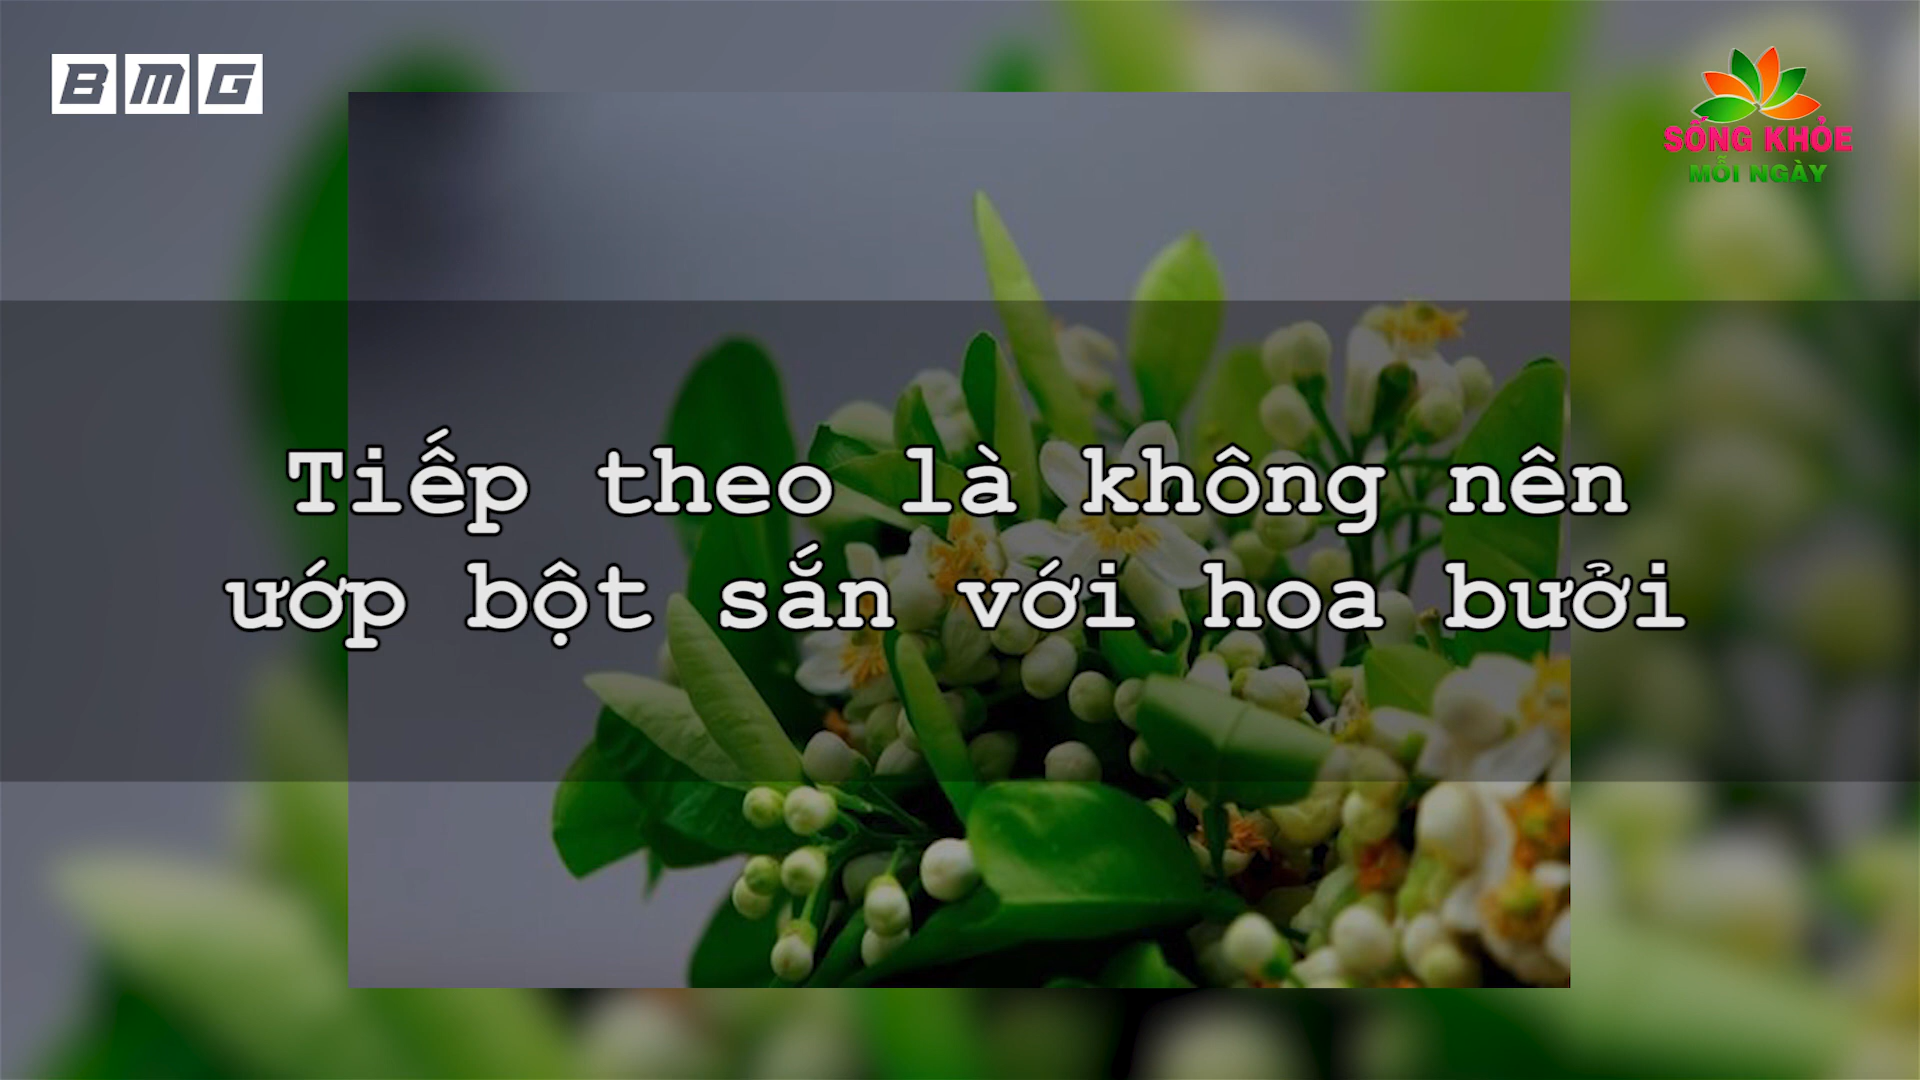 BMG
SỐNG KHỎE
MỖI NGÀY
Tiếp theo là không nên
ướp bột sắn với hoa bưởi